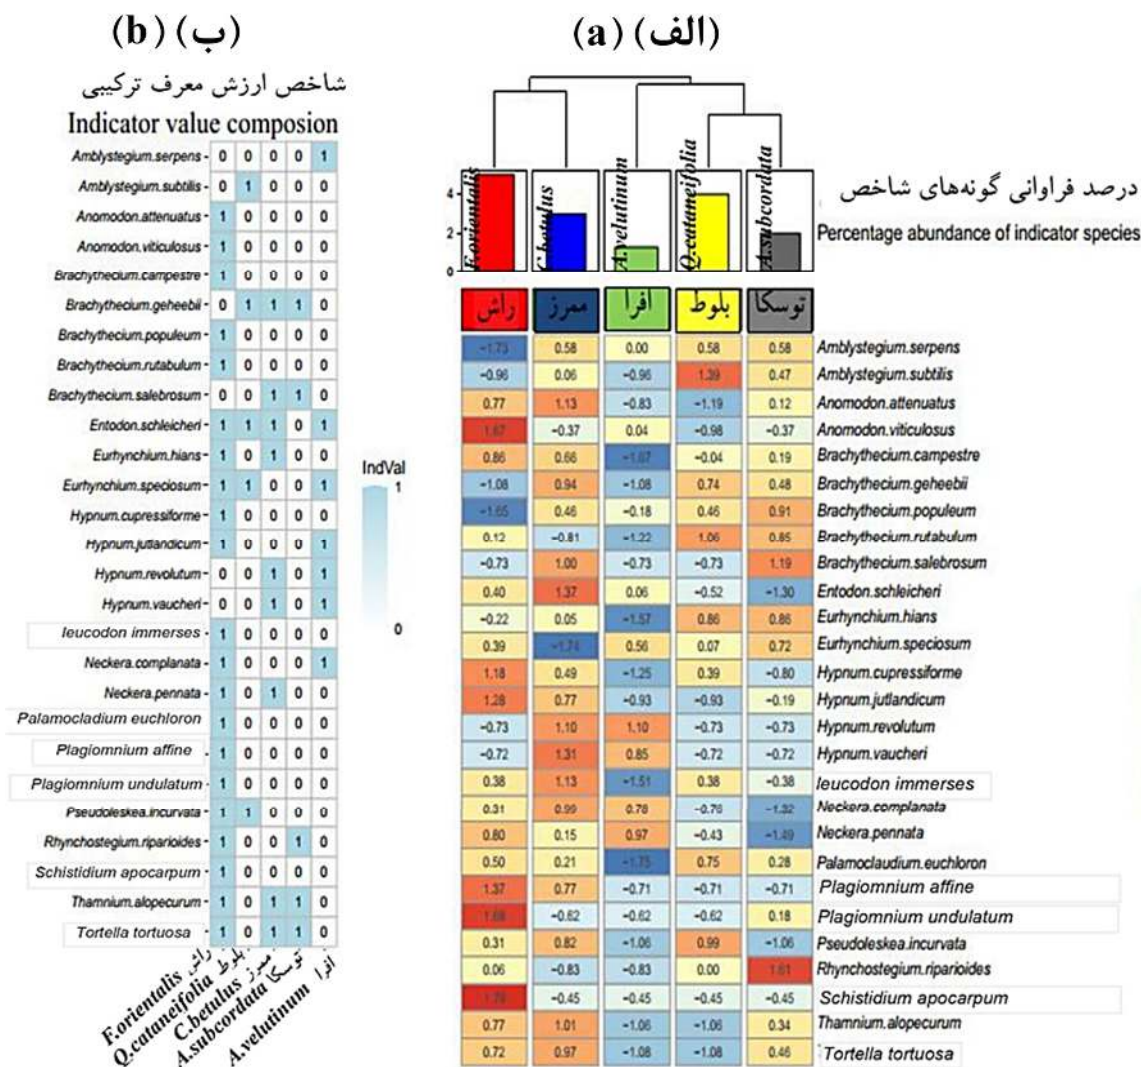 (ب) (b)
شاخص ارزش معرف ترکیبی
Indicator value composion
Amblystegium.serpens - 0 0 0 0 1
Amblystegium.subtilis - 0 1 0 0 0
Anomodon.attenuatus - 1 0 0 0 0
Anomodon.viticulosus - 1 0 0 0 0
Brachythecium.campestre - 1 0 0 0 0
Brachythecium.geheebii - 0 1 1 1 0
Brachythecium.populeum - 1 0 0 0 0
Brachythecium.rutabulum - 1 0 0 0 0
Brachythecium.salebrosum - 0 0 1 1 0
Entodon.schleicheri - 1 1 1 0 1
Eurhynchium.hians - 1 0 1 0 0
Eurhynchium.speciosum - 1 1 0 0 1
Hypnum.cupressiforme - 1 0 0 0 0
Hypnum.jutlandicum - 1 0 0 0 1
Hypnum.revolutum - 0 0 1 0 1
Hypnum.vaucheri - 0 0 1 0 1
leucodon immerses - 1 0 0 0 0
Neckera.complanata - 1 0 0 0 1
Neckera.pennata - 1 0 1 0 0
Palamocladium euchloron 1 0 0 0 0
Plagiomnium affine - 1 0 0 0 0
Plagiomnium undulatum - 1 0 0 0 0
Pseudoleskea.incurvata - 1 1 0 0 0
Rhynchostegium.riparioides - 1 0 0 1 0
Schistidium apocarpum - 1 0 0 0 0
Thamnium.alopecurum - 1 0 1 1 0
Tortella tortuosa - 1 0 1 1 0
F.orientalis راش
Q.cataneifolia بلوط
C.betulus ممرز
A.subcordata توسکا
A.velutinum افرا
IndVal
1
0
(الف) (a)
درصد فراوانی گونه‌های شاخص
Percentage abundance of indicator species
4
2
0
F.orientalis
C.betulus
A.velutinum
Q.cataneifolia
A.subcordata
راش ممرز افرا بلوط توسکا
-1.73 0.58 0.00 0.58 0.58 Amblystegium.serpens
-0.96 0.06 -0.96 1.39 0.47 Amblystegium.subtilis
0.77 1.13 -0.83 -1.19 0.12 Anomodon.attenuatus
1.67 -0.37 0.04 -0.98 -0.37 Anomodon.viticulosus
0.86 0.66 -1.67 -0.04 0.19 Brachythecium.campestre
-1.08 0.94 -1.08 0.74 0.48 Brachythecium.geheebii
-1.65 0.46 -0.18 0.46 0.91 Brachythecium.populeum
0.12 -0.81 -1.22 1.06 0.85 Brachythecium.rutabulum
-0.73 1.00 -0.73 -0.73 1.19 Brachythecium.salebrosum
0.40 1.37 0.06 -0.52 -1.30 Entodon.schleicheri
-0.22 0.05 -1.57 0.86 0.86 Eurhynchium.hians
0.39 -1.74 0.56 0.07 0.72 Eurhynchium.speciosum
1.18 0.49 -1.25 0.39 -0.80 Hypnum.cupressiforme
1.28 0.77 -0.93 -0.93 -0.19 Hypnum.jutlandicum
-0.73 1.10 1.10 -0.73 -0.73 Hypnum.revolutum
-0.72 1.31 0.85 -0.72 -0.72 Hypnum.vaucheri
0.38 1.13 -1.51 0.38 -0.38 leucodon immerses
0.31 0.99 0.78 -0.76 -1.32 Neckera.complanata
0.80 0.15 0.97 -0.43 -1.49 Neckera.pennata
0.50 0.21 -1.75 0.75 0.28 Palamoclaudium.euchloron
1.37 0.77 -0.71 -0.71 -0.71 Plagiomnium affine
1.68 -0.62 -0.62 -0.62 0.18 Plagiomnium undulatum
0.31 0.82 -1.06 0.99 -1.06 Pseudoleskea.incurvata
0.06 -0.83 -0.83 0.00 1.61 Rhynchostegium.riparioides
-0.45 -0.45 -0.45 -0.45 Schistidium apocarpum
0.77 1.01 -1.06 -1.06 0.34 Thamnium.alopecurum
0.72 0.97 -1.08 -1.08 0.46 Tortella tortuosa